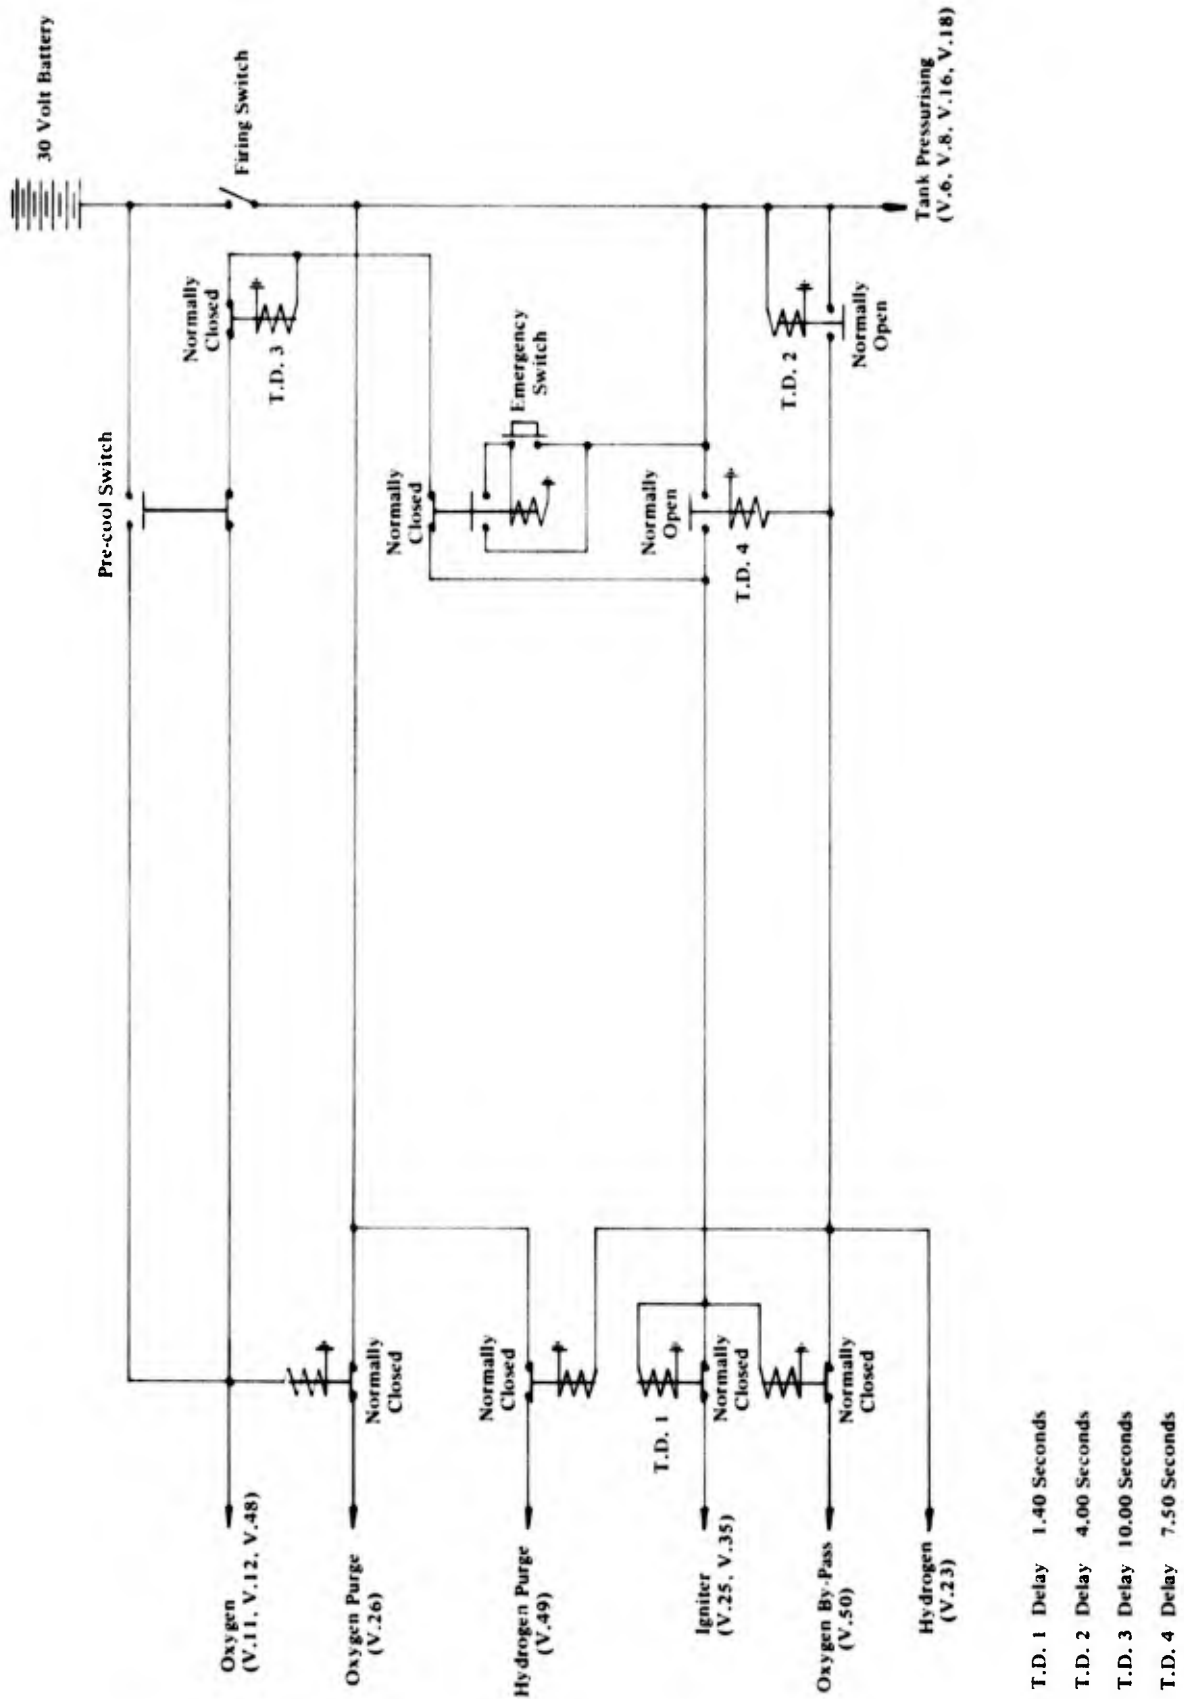 30 Volt Battery
Firing Switch
Pre-cool Switch
Normally
Closed
T.D. 3
Emergency
Switch
Normally
Closed
Normally
Open
T.D. 4
T.D. 2
Normally
Open
Tank Pressurising
(V.6, V.8, V.16, V.18)
Normally
Closed
Normally
Closed
T.D. 1
Normally
Closed
Normally
Closed
Oxygen
(V.11, V.12, V.48)
Oxygen Purge
(V.26)
Hydrogen Purge
(V.49)
Igniter
(V.25, V.35)
Oxygen By-Pass
(V.50)
Hydrogen
(V.23)
T.D. 1 Delay 1.40 Seconds
T.D. 2 Delay 4.00 Seconds
T.D. 3 Delay 10.00 Seconds
T.D. 4 Delay 7.50 Seconds